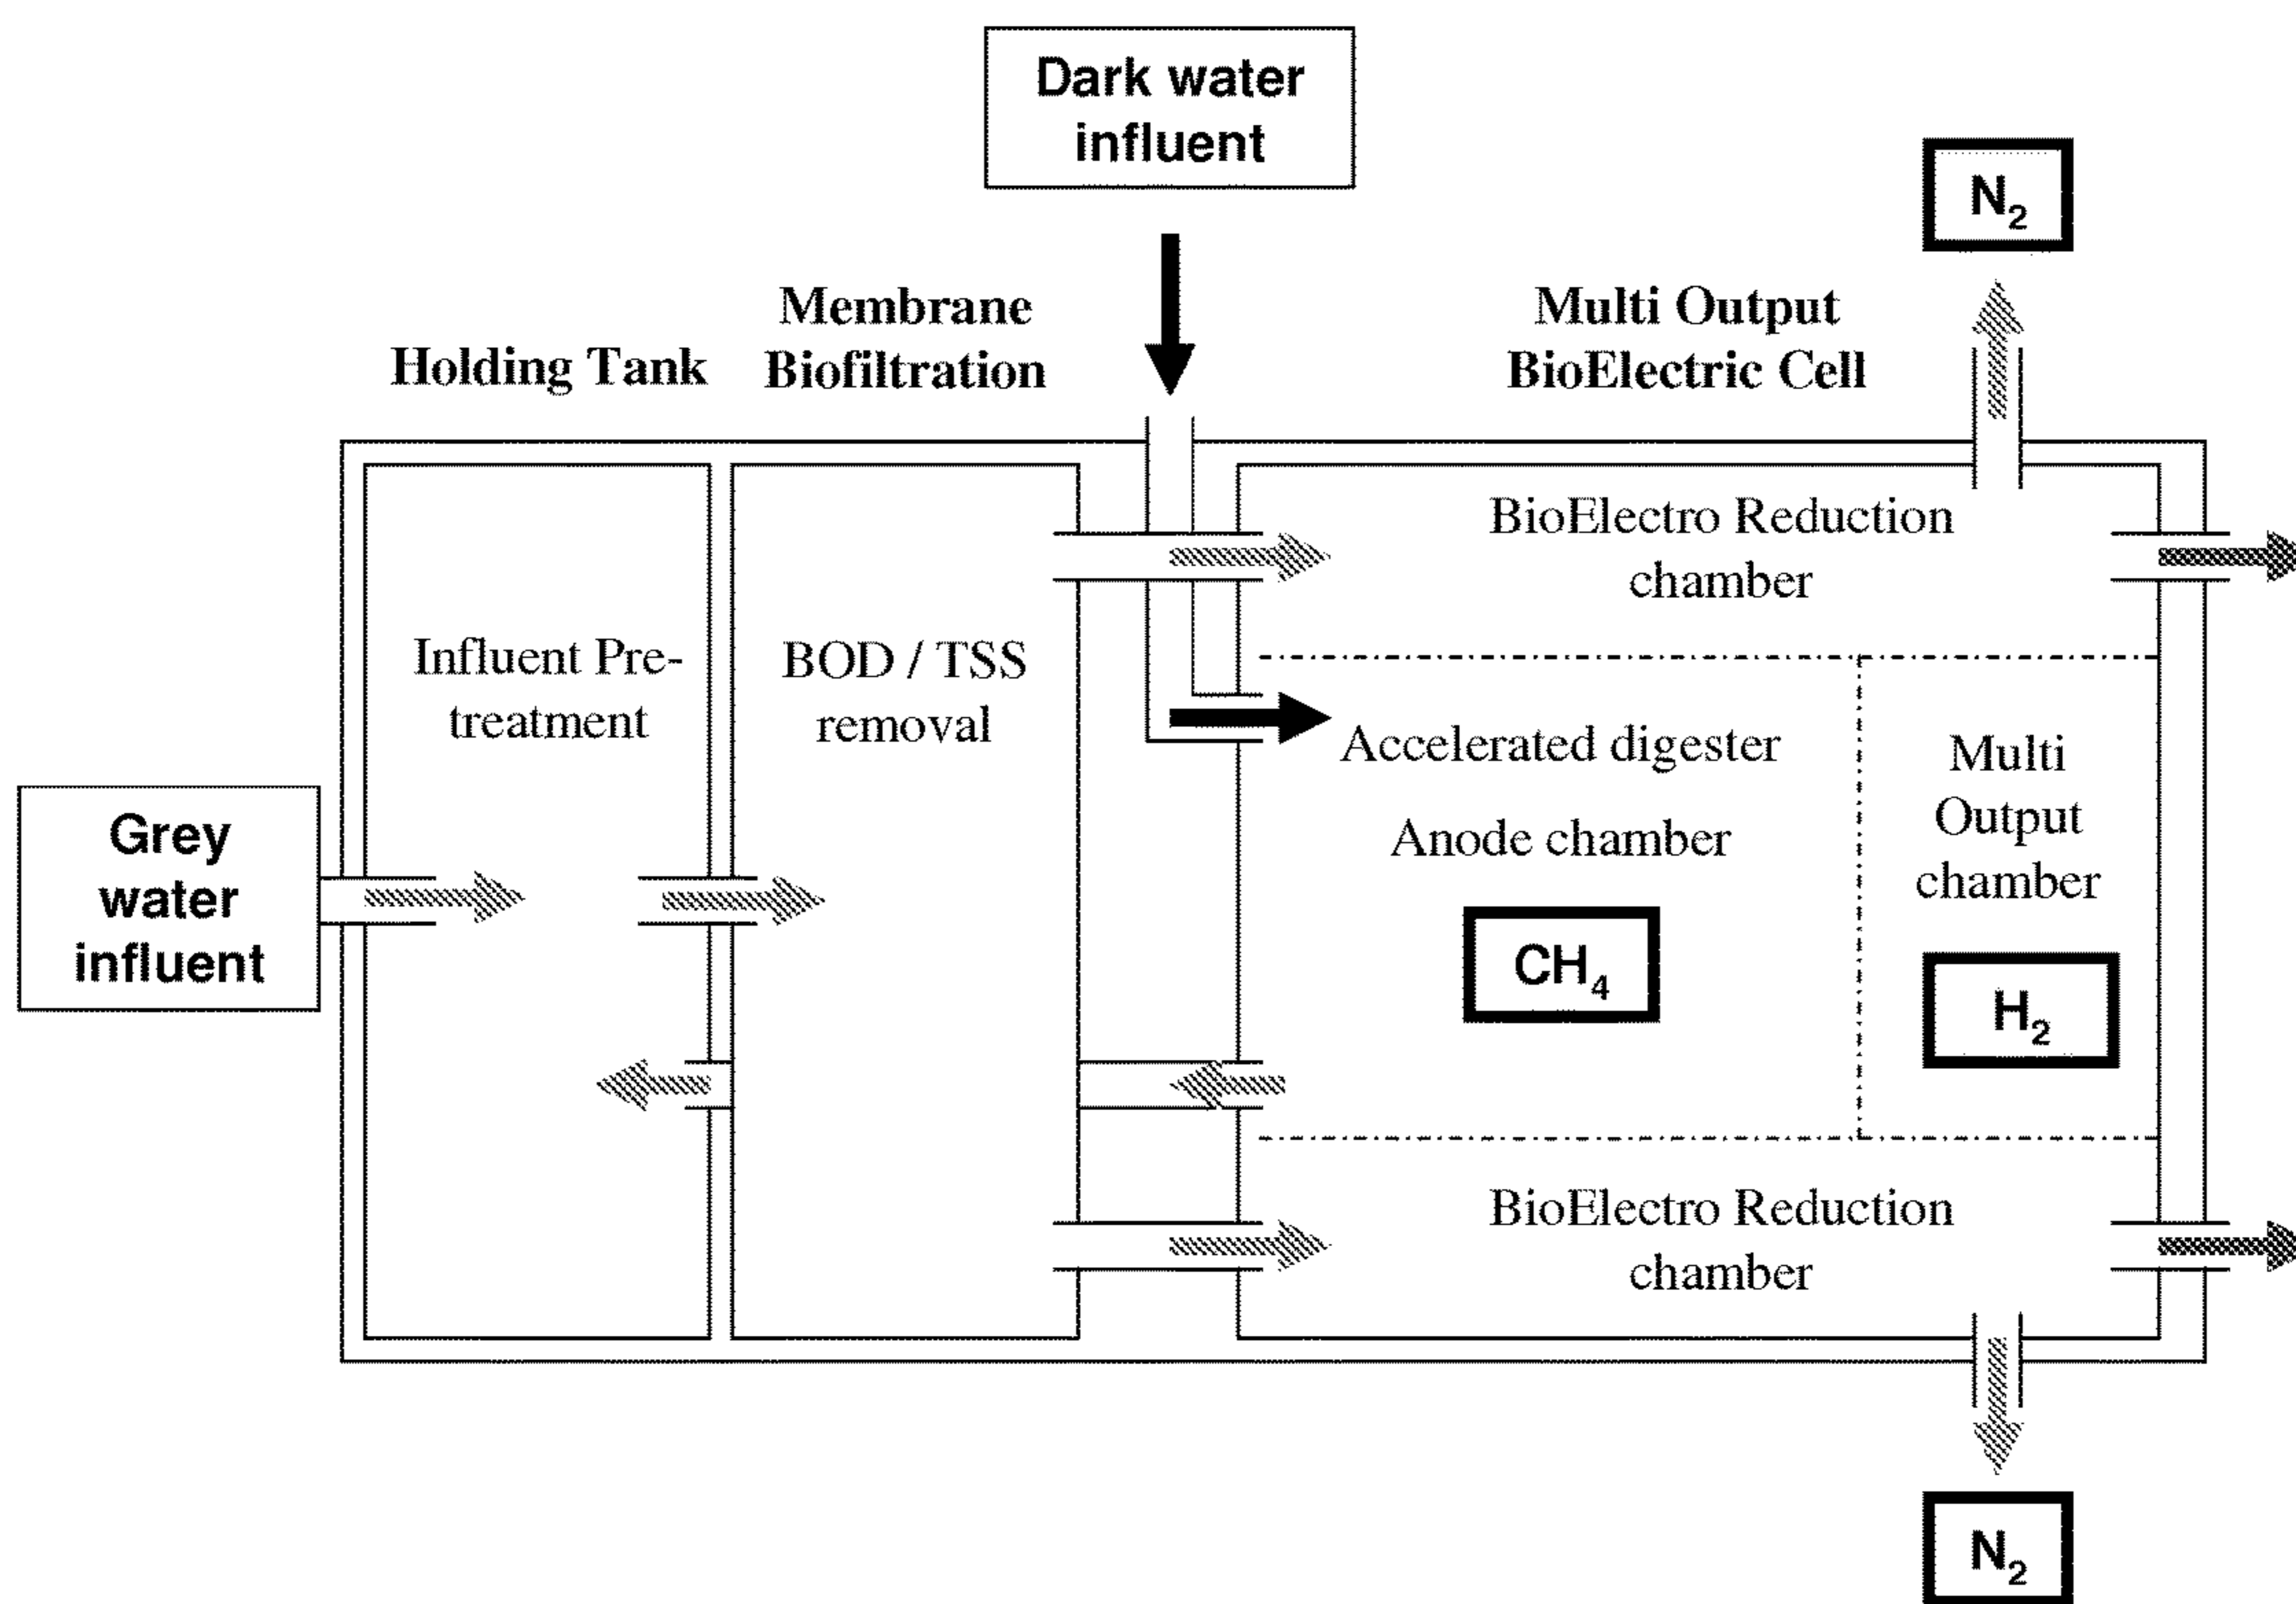 Dark water
influent
N2
Membrane
Biofiltration
Multi Output
BioElectric Cell
Holding Tank
BioElectro Reduction
chamber
Influent Pre-
treatment
BOD / TSS
removal
Accelerated digester
Anode chamber
Multi
Output
chamber
Grey
water
influent
CH4
H2
BioElectro Reduction
chamber
N2